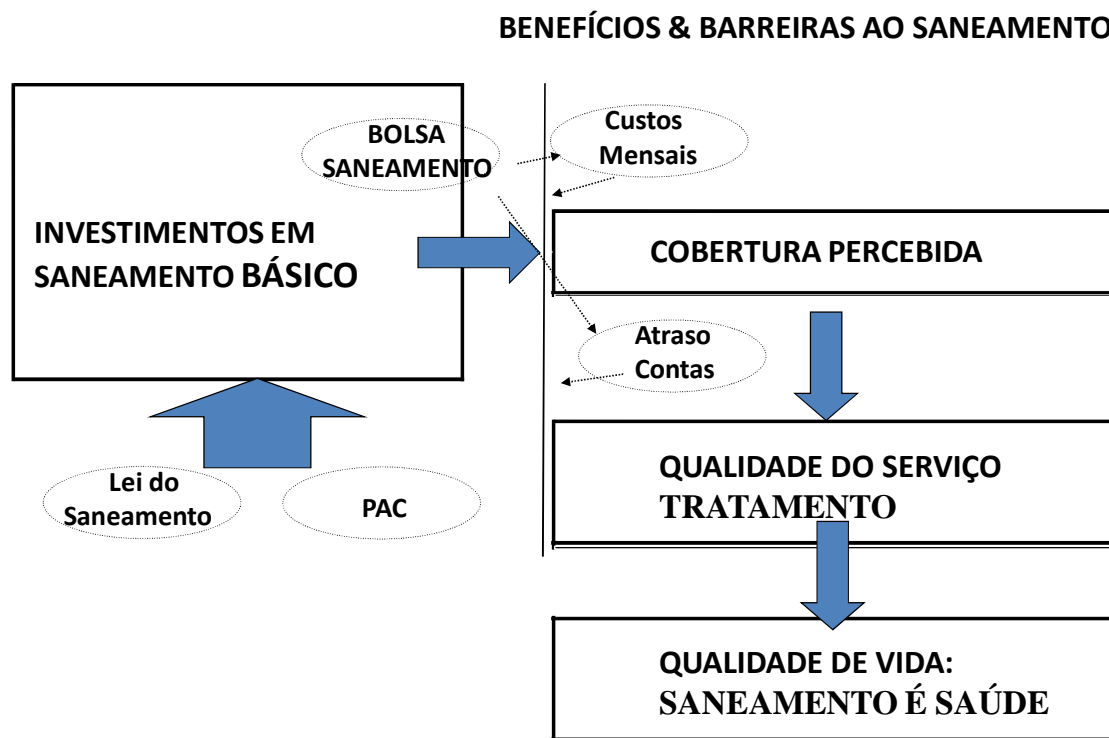 BENEFÍCIOS & BARREIRAS AO SANEAMENTO
BOLSA
SANEAMENTO
Custos
Mensais
INVESTIMENTOS EM
SANEAMENTO BÁSICO
COBERTURA PERCEBIDA
Atraso
Contas
Lei do
Saneamento
PAC
QUALIDADE DO SERVIÇO
TRATAMENTO
QUALIDADE DE VIDA:
SANEAMENTO É SAÚDE